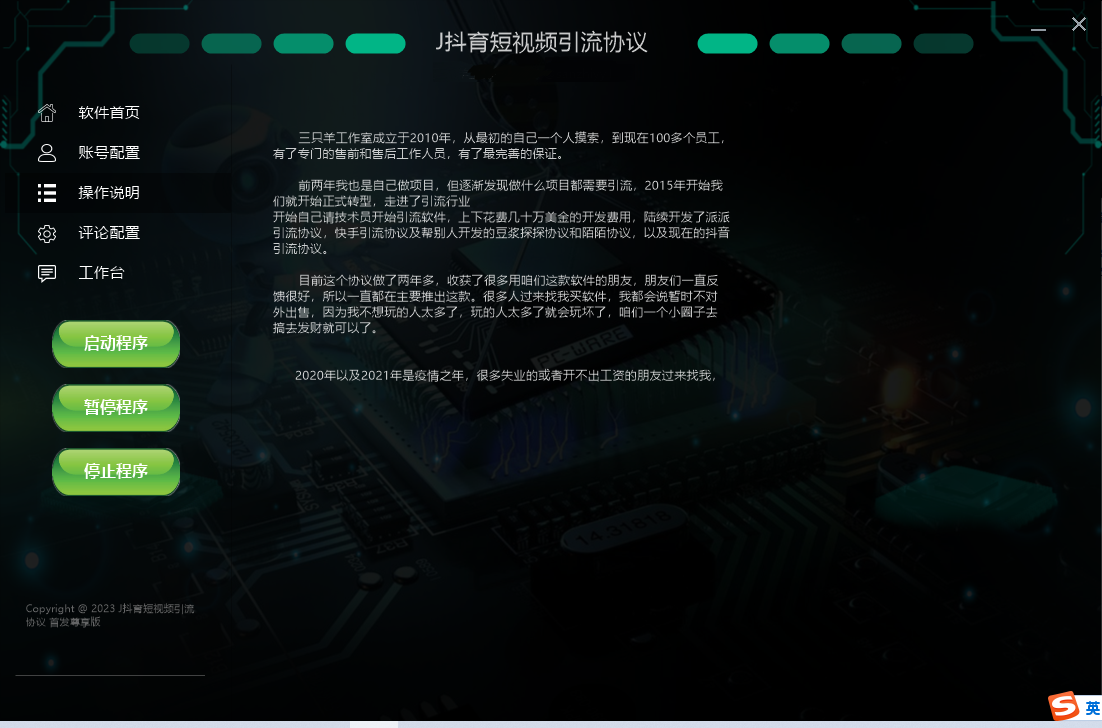 J抖育短视频引流协议
软件首页
账号配置
操作说明
评论配置
工作台
启动程序
暂停程序
停止程序
三只羊工作室成立于2010年，从最初的自己一个人摸索，到现在100多个员工，
有了专门的售前和售后工作人员，有了最完善的保证。
前两年我也是自己做项目，但逐渐发现做什么项目都需要引流，2015年开始我
们就开始正式转型，走进了引流行业
开始自己请技术员开始引流软件，上下花费几十万美金的开发费用，陆续开发了派派
引流协议，快手引流协议及帮别人开发的豆浆探探协议和陌陌协议，以及现在的抖音
引流协议。
目前这个协议做了两年多，收获了很多用咱们这款软件的朋友，朋友们一直反
馈很好，所以一直都在主要推出这款。很多人过来找我买软件，我都会说暂时不对
外出售，因为我不想玩的人太多了，玩的人太多了就会玩坏了，咱们一个小圈子去
搞去发财就可以了。
2020年以及2021年是疫情之年，很多失业的或者开不出工资的朋友过来找我，
PC-WARE
14.31818
Copyright @ 2023 J抖育短视频引流
协议 首发尊享版
S 英